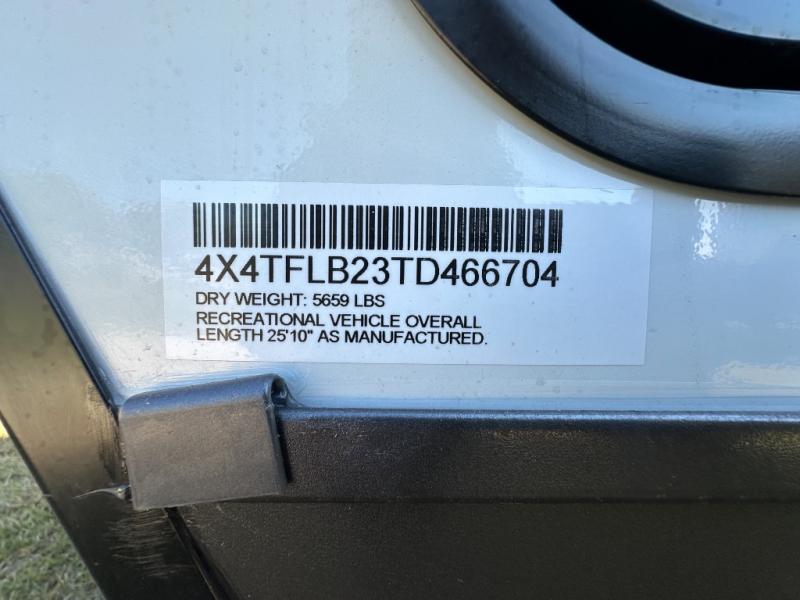 4X4TFLB23TD466704
DRY WEIGHT: 5659 LBS
RECREATIONAL VEHICLE OVERALL
LENGTH 25'10" AS MANUFACTURED.